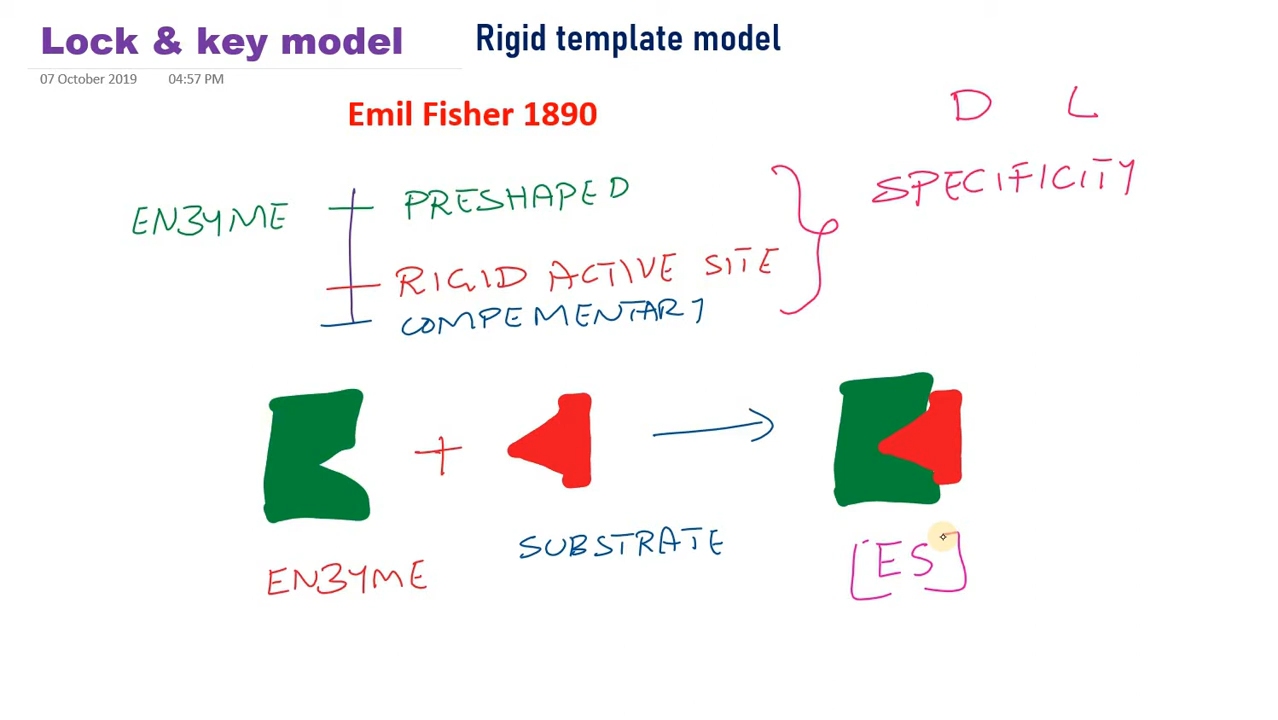 Lock & key model
Rigid template model
07 October 2019 04:57 PM
Emil Fisher 1890
D L
SPECIFICITY
ENZYME
PRESHAPED
RIGID ACTIVE SITE
COMPEMENTARY
+
SUBSTRATE
ENZYME
[ES]